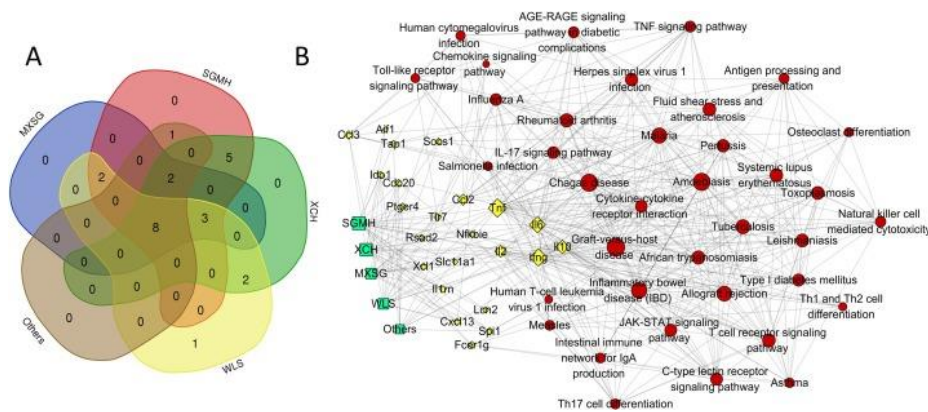 A
B
SGMH
MXSG
XCH
Others
WLS
0
0
1
5
0
0
2
2
0
0
0
0
8
3
0
0
0
0
0
0
2
0
0
0
0
1
Human cytomegalovirus
infection
AGE-RAGE signaling
pathway in diabetic
complications
TNF signaling pathway
Chemokine signaling
pathway
Toll-like receptor
signaling pathway
Herpes simplex virus 1
infection
Antigen processing and
presentation
Influenza A
Fluid shear stress and
atherosclerosis
Rheumatoid arthritis
Malaria
Osteoclast differentiation
Ccl3
Aif1
Tap1
Socs1
IL-17 signaling pathway
Pertussis
Salmonella infection
Systemic lupus
erythematosus
Idb1
Cdc20
Chagas disease
Amoebiasis
Toxoplasmosis
Ptger4
Ccl2
Tnf
Cytokine-cytokine
receptor interaction
Natural killer cell
mediated cytotoxicity
SGMH
Tlr7
Il6
Tuberculosis
Rsad2
Nfkbie
Il10
Graft-versus-host
disease
Leishmaniasis
XCH
Il2
Ifng
African trypanosomiasis
MXSG
Xcl1
Slc11a1
Inflammatory bowel
disease (IBD)
Type I diabetes mellitus
Il1rn
Human T-cell leukemia
virus 1 infection
Allograft rejection
Th1 and Th2 cell
differentiation
WLS
Lcn2
Others
Cxcl13
Spi1
Measles
JAK-STAT signaling
pathway
T cell receptor signaling
pathway
Fcer1g
Intestinal immune
network for IgA
production
C-type lectin receptor
signaling pathway
Asthma
Th17 cell differentiation